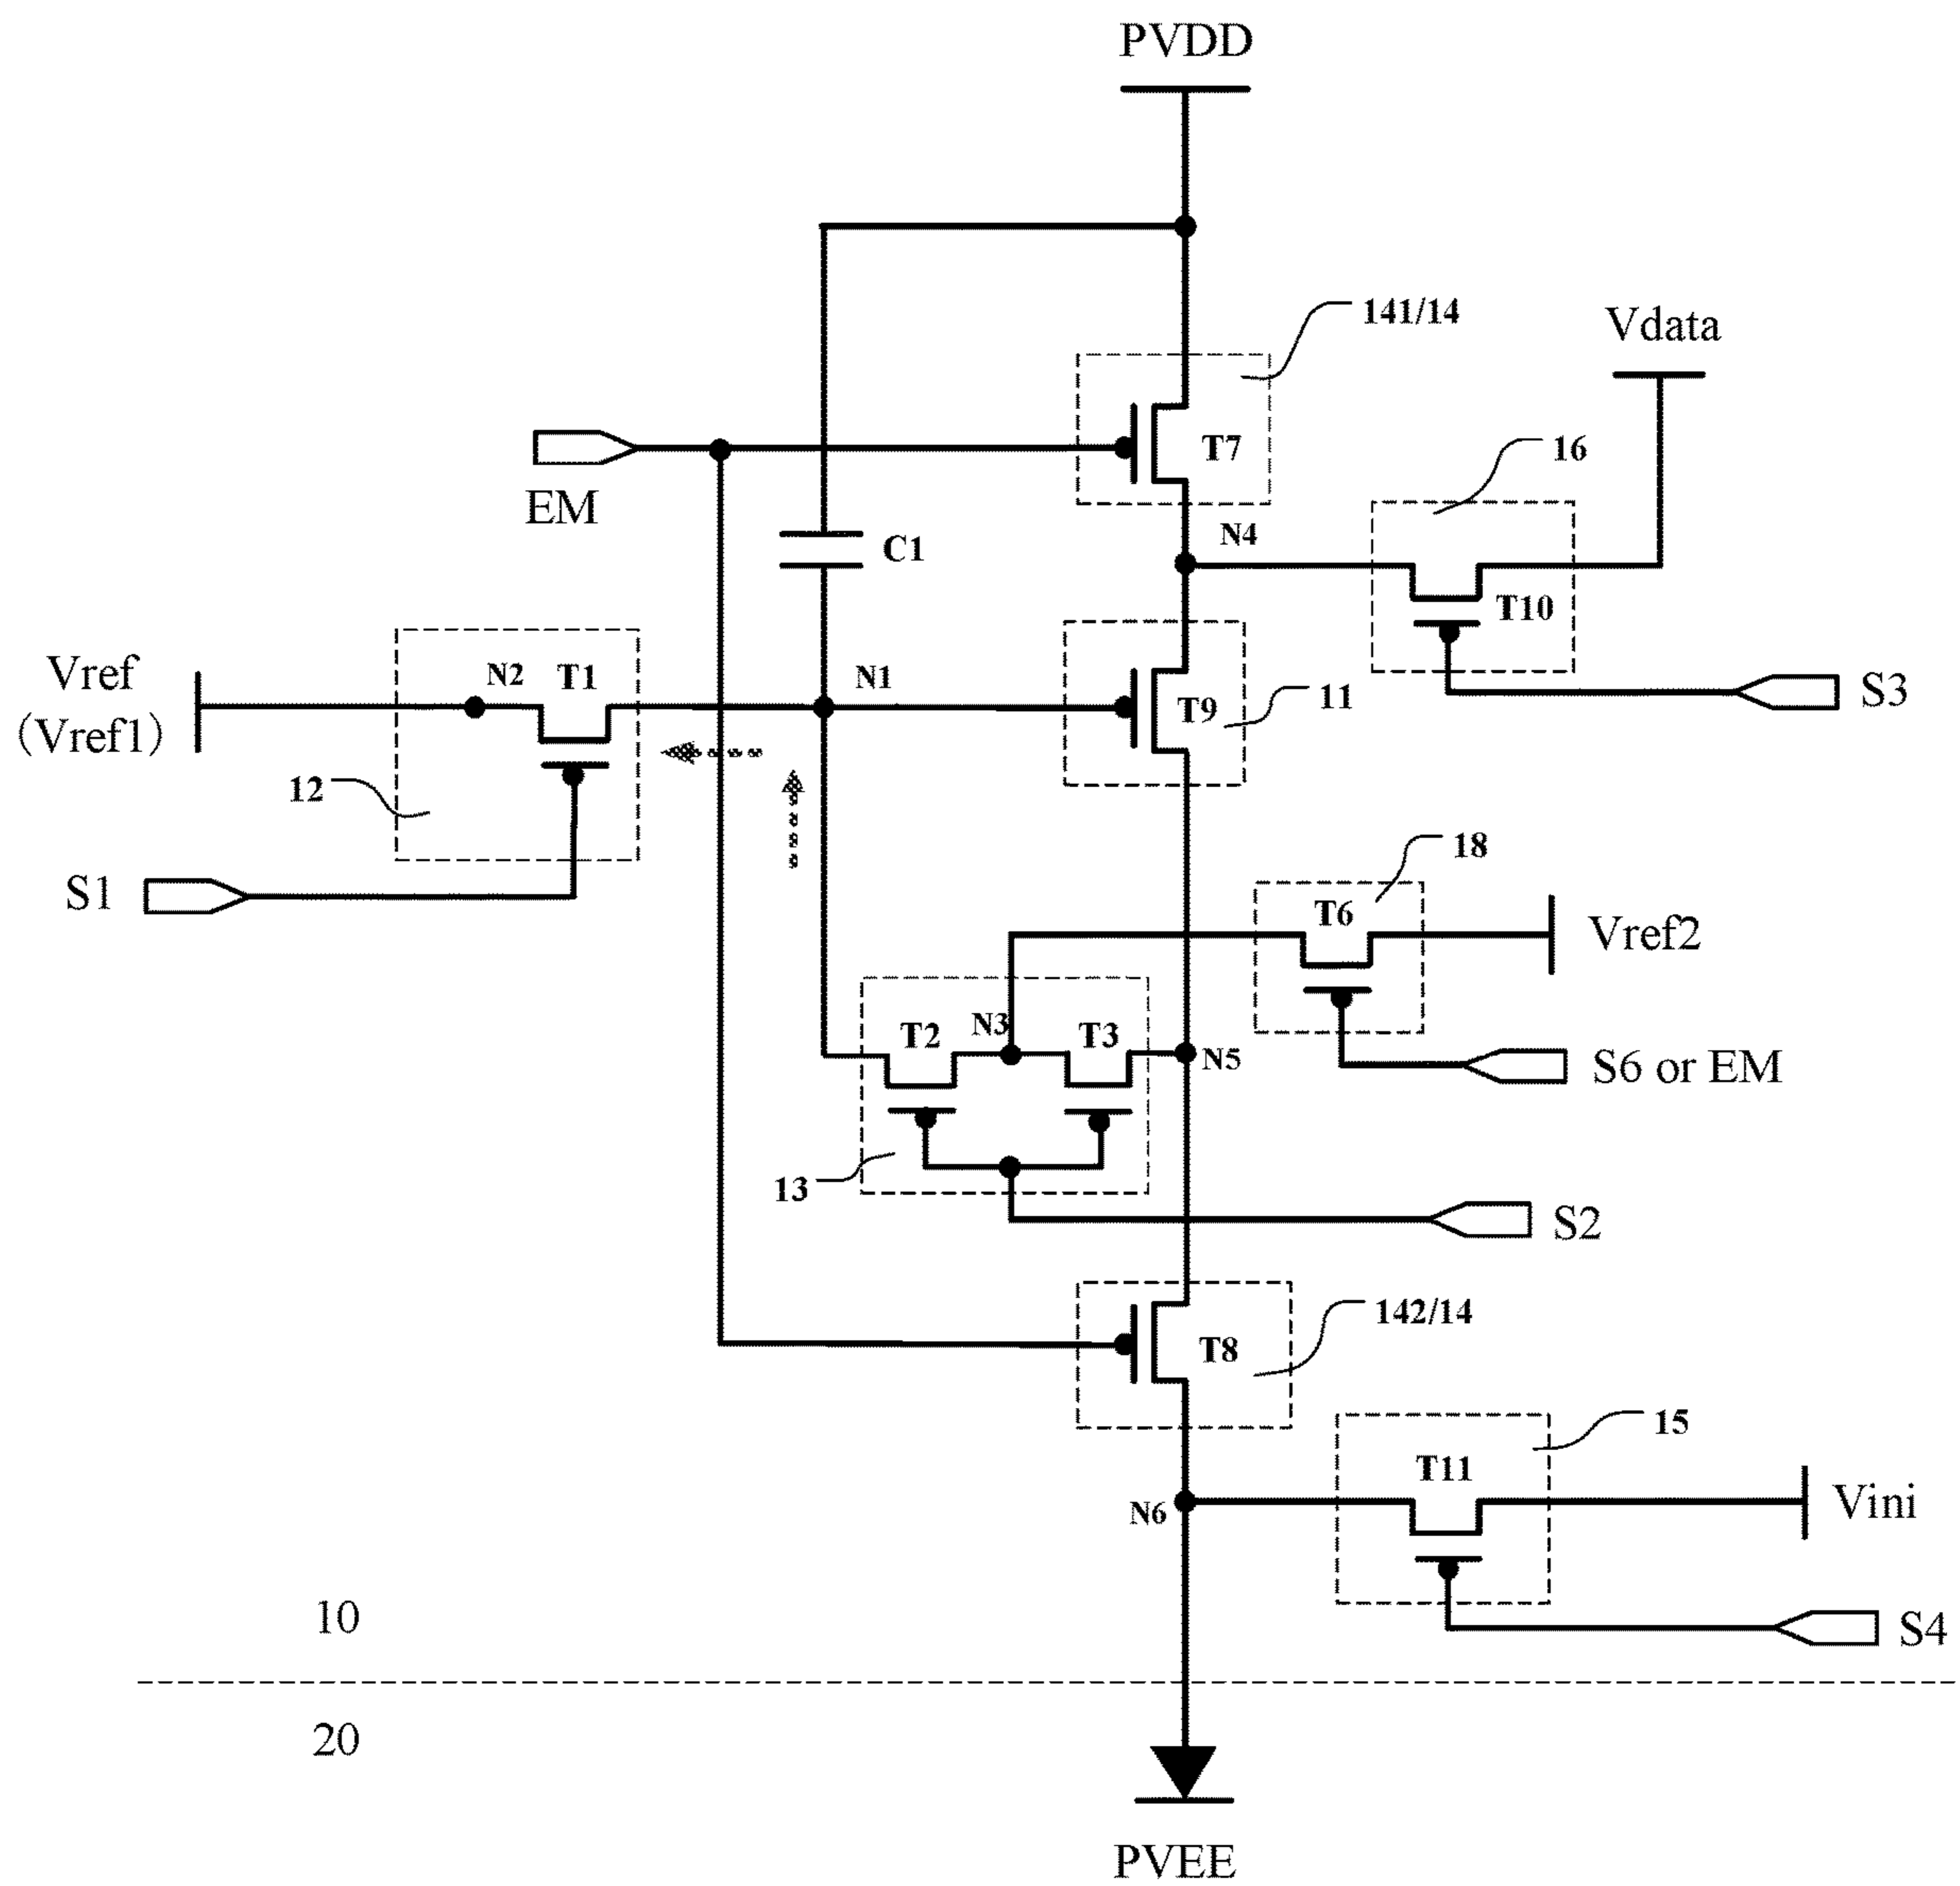 PVDD
141/14
Vdata
T7
16
EM
N4
C1
T10
Vref
(Vref1)
N2
T1
N1
T9
11
S3
12
18
S1
T6
Vref2
T2
N3
T3
N5
S6 or EM
13
S2
142/14
T8
15
T11
N6
Vini
10
S4
20
PVEE